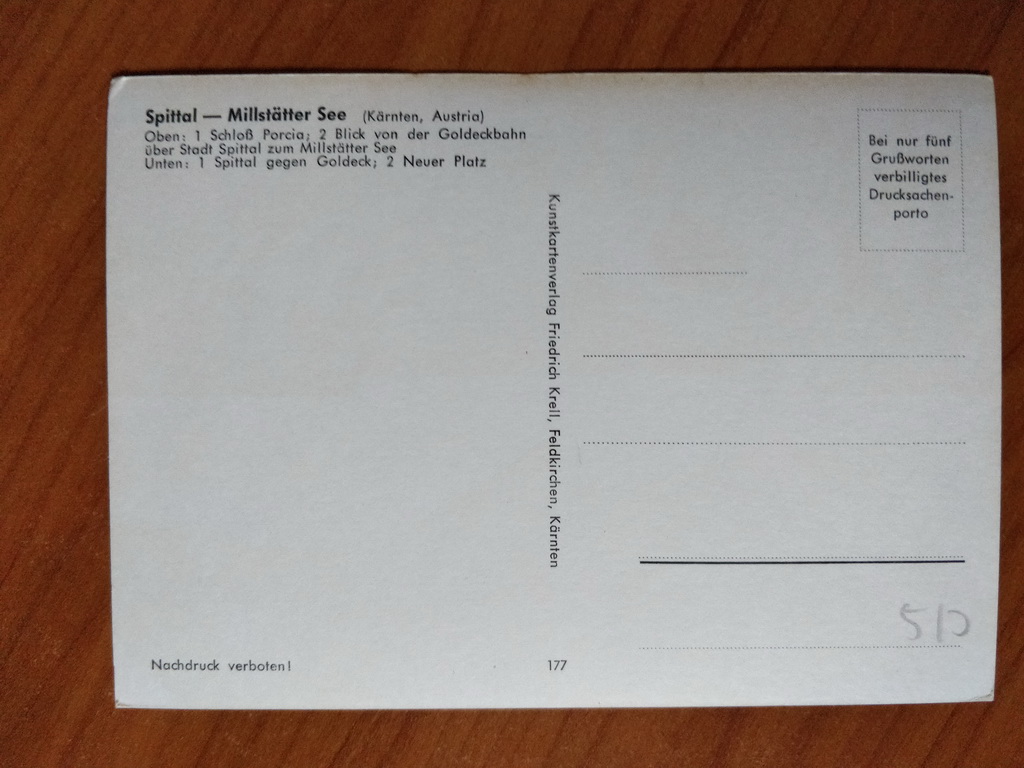 Spittal — Millstätter See (Kärnten, Austria)
Oben: 1 Schloß Porcia; 2 Blick von der Goldeckbahn
über Stadt Spittal zum Millstätter See
Unten: 1 Spittal gegen Goldeck; 2 Neuer Platz
Bei nur fünf
Grußworten
verbilligtes
Drucksachen-
porto
Kunstkartenverlag Friedrich Krell, Feldkirchen, Kärnten
Nachdruck verboten!
177